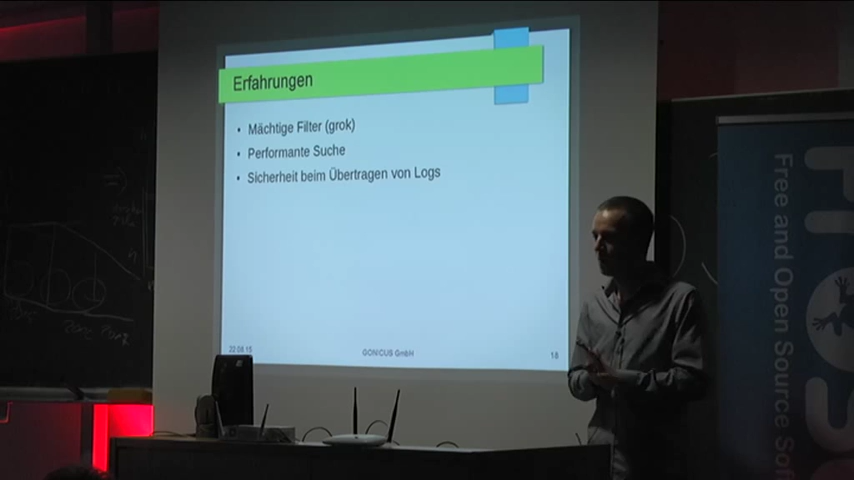 Erfahrungen
• Mächtige Filter (grok)
• Performante Suche
• Sicherheit beim Übertragen von Logs
22.08.15
GONICUS GmbH
18
Free and Open Source Sof